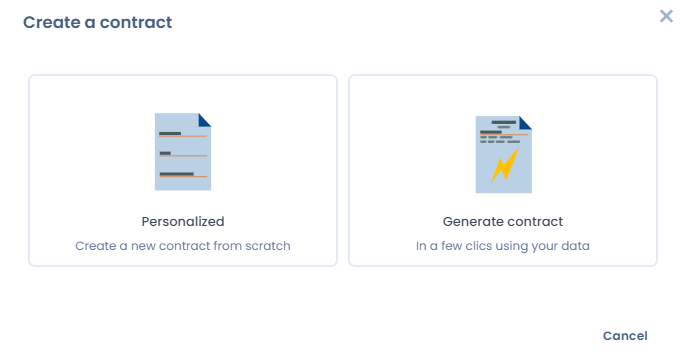 Create a contract
Personalized
Create a new contract from scratch
Generate contract
In a few clics using your data
Cancel